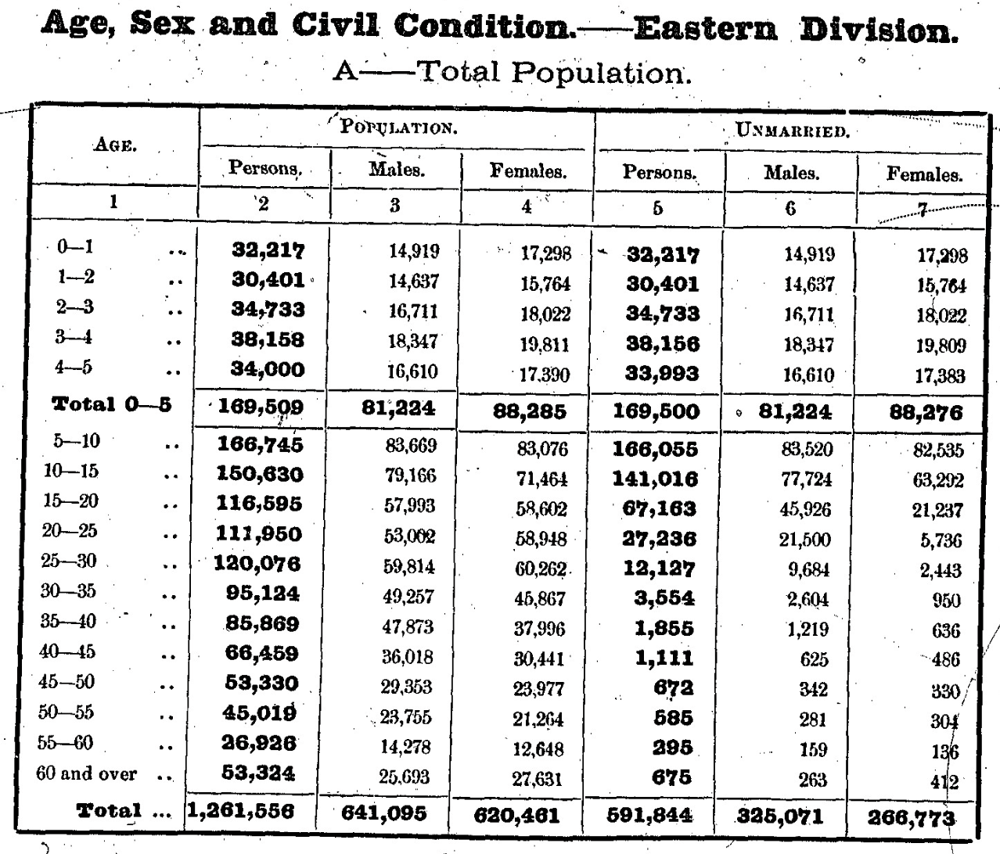 Age, Sex and Civil Condition.—Eastern Division.
A—Total Population.
AGE. POPULATION. UNMARRIED.
Persons. Males. Females. Persons. Males. Females.
1 2 3 4 5 6 7
0—1 .. 32,217 14,919 17,298 32,217 14,919 17,298
1—2 .. 30,401 14,637 15,764 30,401 14,637 15,764
2—3 .. 34,733 16,711 18,022 34,733 16,711 18,022
3—4 .. 38,158 18,347 19,811 38,156 18,347 19,809
4—5 .. 34,000 16,610 17,390 33,993 16,610 17,383
Total 0—5 169,509 81,224 88,285 169,500 81,224 88,276
5—10 .. 166,745 83,669 83,076 166,055 83,520 82,535
10—15 .. 150,630 79,166 71,464 141,016 77,724 63,292
15—20 .. 116,595 57,993 58,602 67,163 45,926 21,237
20—25 .. 111,950 53,002 58,948 27,236 21,500 5,736
25—30 .. 120,076 59,814 60,262 12,127 9,684 2,443
30—35 .. 95,124 49,257 45,867 3,554 2,604 950
35—40 .. 85,869 47,873 37,996 1,855 1,219 636
40—45 .. 66,459 36,018 30,441 1,111 625 486
45—50 .. 53,330 29,353 23,977 672 342 330
50—55 .. 45,019 23,755 21,264 585 281 304
55—60 .. 26,926 14,278 12,648 295 159 136
60 and over .. 53,324 25,693 27,631 675 263 412
Total ... 1,261,556 641,095 620,461 591,844 325,071 266,773